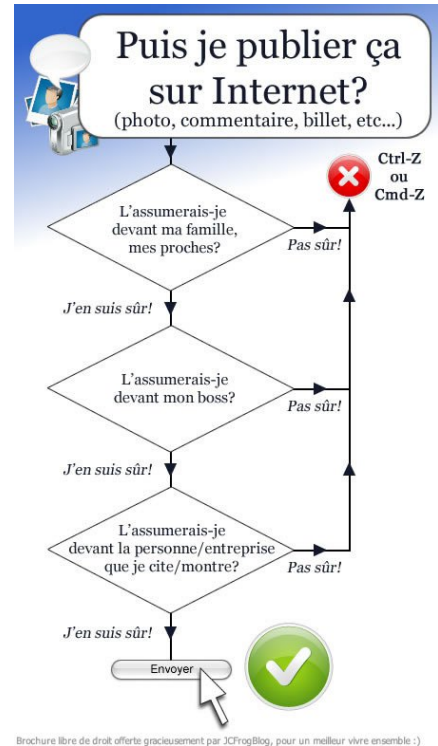 Puis je publier ça
sur Internet?
(photo, commentaire, billet, etc...)
Ctrl-Z
ou
Cmd-Z
L'assumerais-je
devant ma famille,
mes proches?
Pas sûr!
J'en suis sûr!
L'assumerais-je
devant mon boss?
Pas sûr!
J'en suis sûr!
L'assumerais-je
devant la personne/entreprise
que je cite/montre?
Pas sûr!
J'en suis sûr!
Envoyer
Brochure libre de droit offerte gracieusement par JCFrogBlog, pour un meilleur vivre ensemble :)